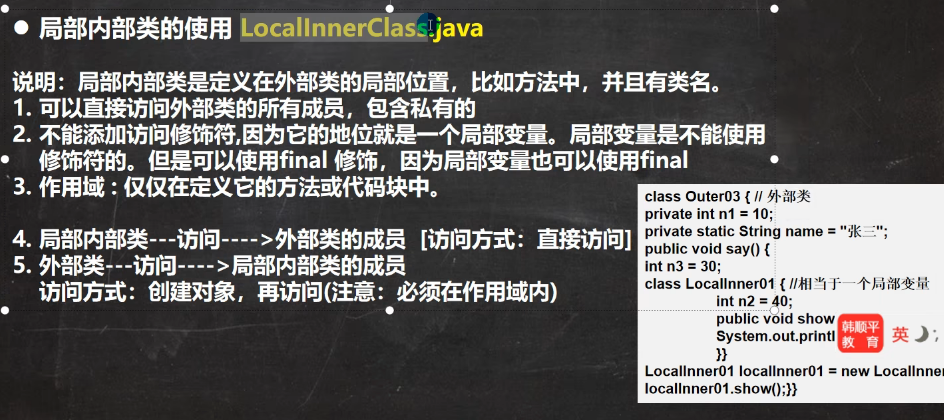 ● 局部内部类的使用 LocalInnerClass.java
说明：局部内部类是定义在外部类的局部位置，比如方法中，并且有类名。
1. 可以直接访问外部类的所有成员，包含私有的
2. 不能添加访问修饰符,因为它的地位就是一个局部变量。局部变量是不能使用
修饰符的。但是可以使用final 修饰，因为局部变量也可以使用final
3. 作用域 : 仅仅在定义它的方法或代码块中。
4. 局部内部类---访问---->外部类的成员 [访问方式：直接访问]
5. 外部类---访问---->局部内部类的成员
访问方式：创建对象，再访问(注意：必须在作用域内)
class Outer03 { // 外部类
private int n1 = 10;
private static String name = "张三";
public void say() {
int n3 = 30;
class LocalInner01 { //相当于一个局部变量
int n2 = 40;
public void show
System.out.printl
}}
LocalInner01 localInner01 = new LocalInner
localInner01.show();}}
韩顺平
教 育
英 ;